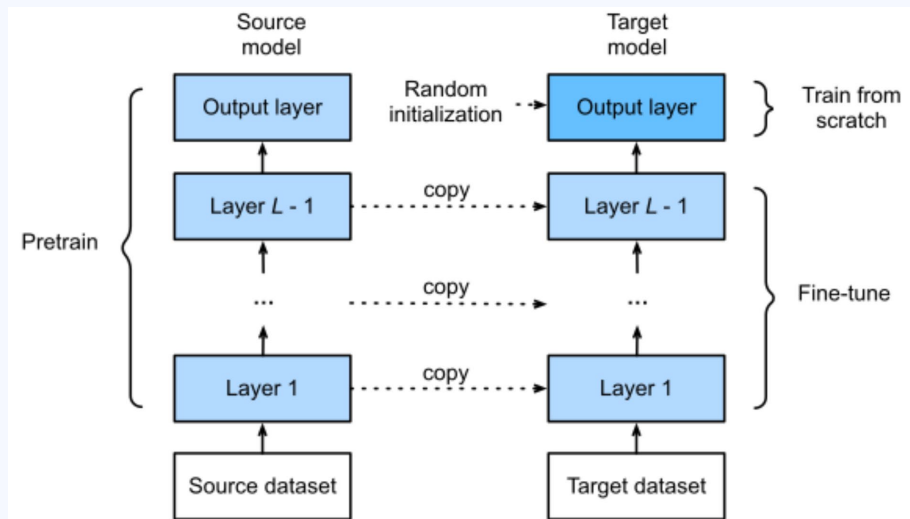 Source
model
Target
model
Output layer
Random
initialization
Output layer
Train from
scratch
Layer L - 1
copy
Layer L - 1
Pretrain
...
copy
...
Fine-tune
Layer 1
copy
Layer 1
Source dataset
Target dataset